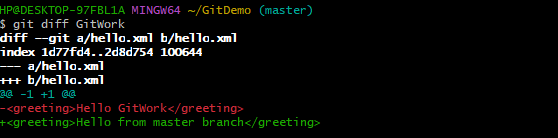 HP@DESKTOP-97FBL1A MINGW64 ~/GitDemo (master)
$ git diff GitWork
diff --git a/hello.xml b/hello.xml
index 1d77fd4..2d8d754 100644
--- a/hello.xml
+++ b/hello.xml
@@ -1 +1 @@
-<greeting>Hello GitWork</greeting>
+<greeting>Hello from master branch</greeting>